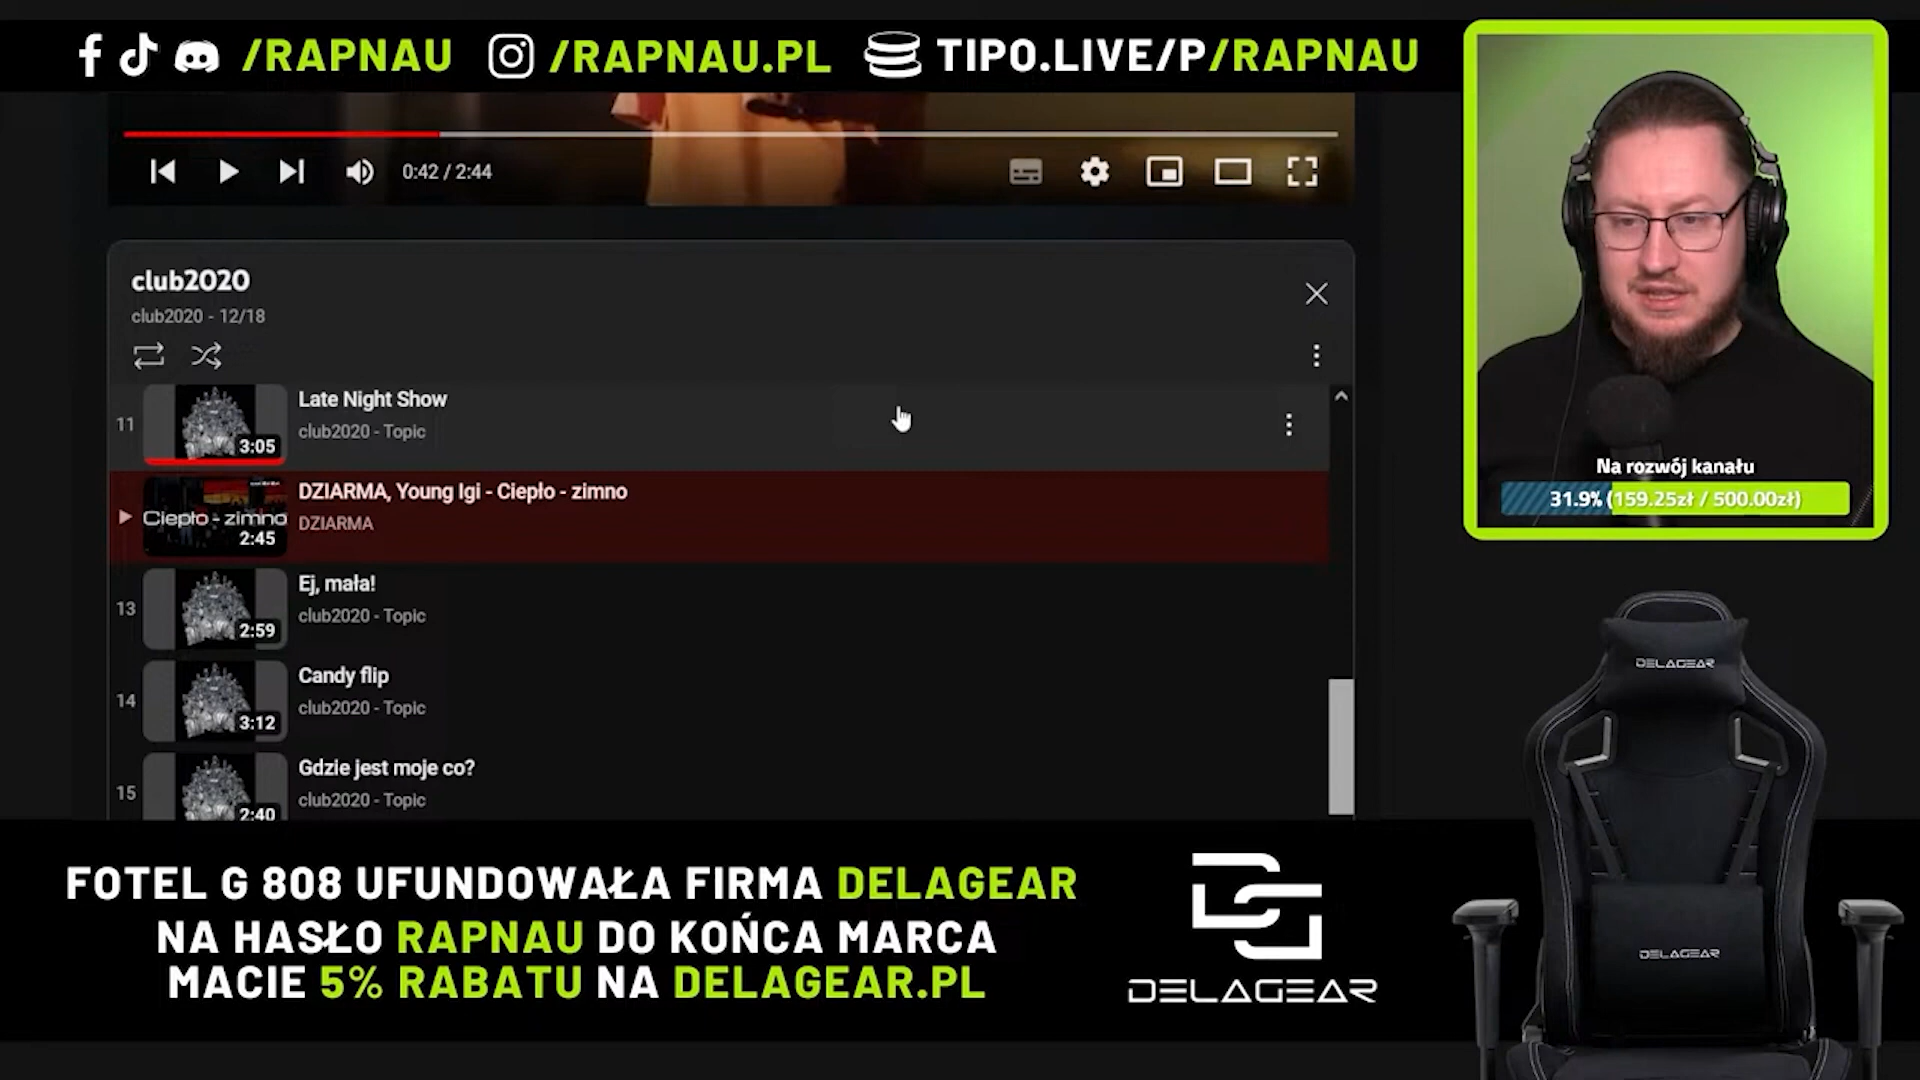 /RAPNAU /RAPNAU.PL TIPO.LIVE/P/RAPNAU
0:42 / 2:44
club2020
club2020 - 12/18
11
3:05
Late Night Show
club2020 - Topic
Ciepło - zimno
2:45
DZIARMA, Young Igi - Ciepło - zimno
DZIARMA
13
2:59
Ej, mała!
club2020 - Topic
14
3:12
Candy flip
club2020 - Topic
15
2:40
Gdzie jest moje co?
club2020 - Topic
Na rozwój kanału
31.9% (159.25zł / 500.00zł)
DELAGEAR
DELAGEAR
FOTEL G 808 UFUNDOWAŁA FIRMA DELAGEAR
NA HASŁO RAPNAU DO KOŃCA MARCA
MACIE 5% RABATU NA DELAGEAR.PL
DG
DELAGEAR